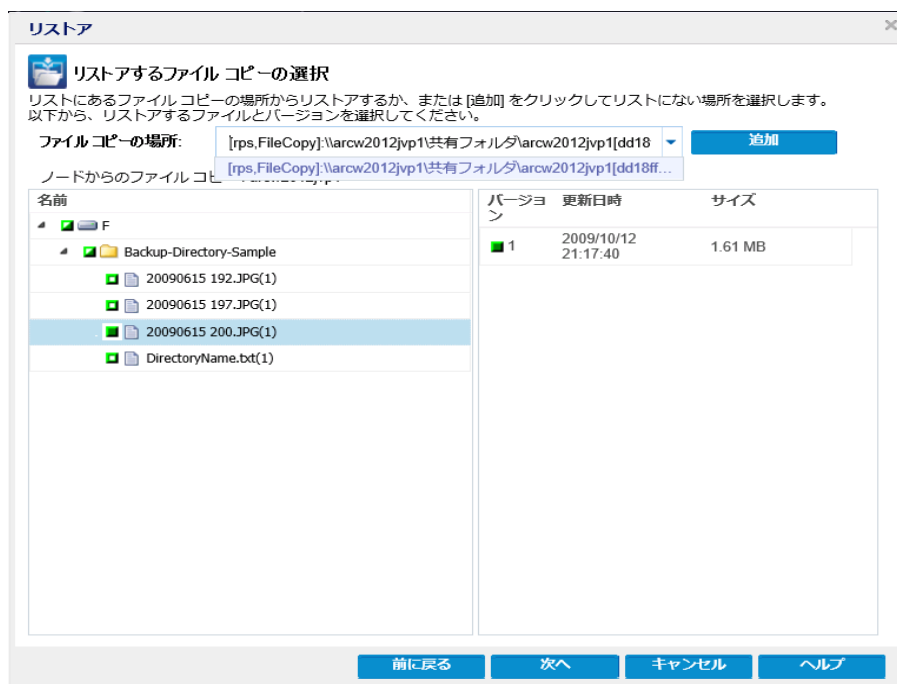 リストア
リストアするファイル コピーの選択
リストにあるファイル コピーの場所からリストアするか、または [追加] をクリックしてリストにない場所を選択します。
以下から、リストアするファイルとバージョンを選択してください。
ファイル コピーの場所:
[rps,FileCopy]:\\arcw2012jvp1\共有フォルダ\arcw2012jvp1[dd18
追加
[rps,FileCopy]:\\arcw2012jvp1\共有フォルダ\arcw2012jvp1[dd18ff...
ノードからのファイル コピ
名前
バージョ
ン
更新日時
サイズ
F
Backup-Directory-Sample
1
2009/10/12
21:17:40
1.61 MB
20090615 192.JPG(1)
20090615 197.JPG(1)
20090615 200.JPG(1)
DirectoryName.txt(1)
前に戻る
次へ
キャンセル
ヘルプ